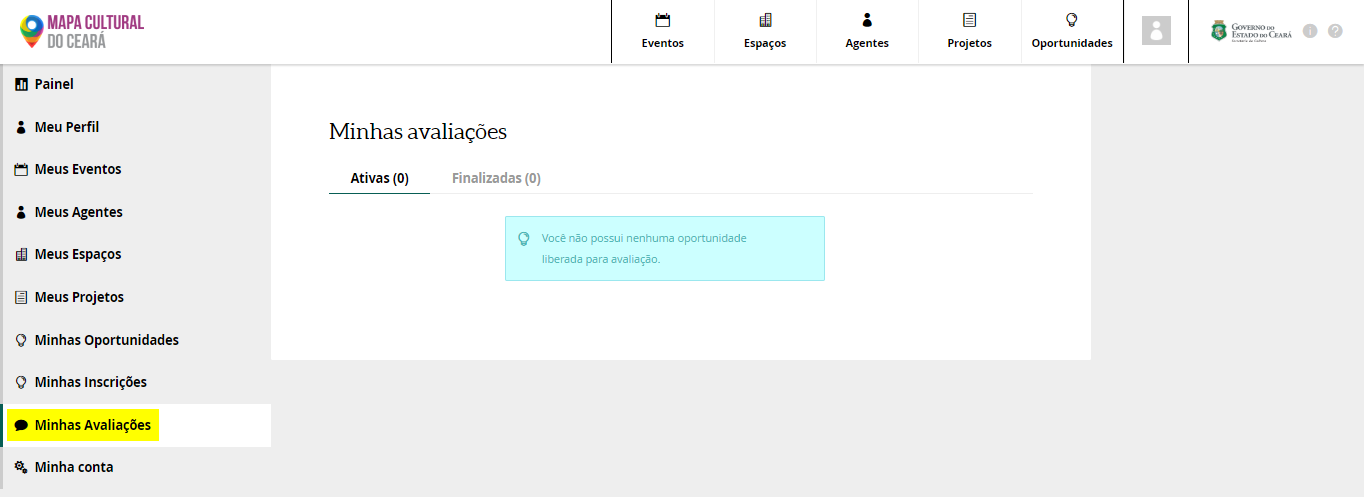 MAPA CULTURAL
DO CEARÁ
Eventos
Espaços
Agentes
Projetos
Oportunidades
GOVERNO DO
ESTADO DO CEARÁ
Secretaria da Cultura
i
?
Painel
Meu Perfil
Meus Eventos
Meus Agentes
Meus Espaços
Meus Projetos
Minhas Oportunidades
Minhas Inscrições
Minhas Avaliações
Minha conta
Minhas avaliações
Ativas (0)
Finalizadas (0)
Você não possui nenhuma oportunidade
liberada para avaliação.